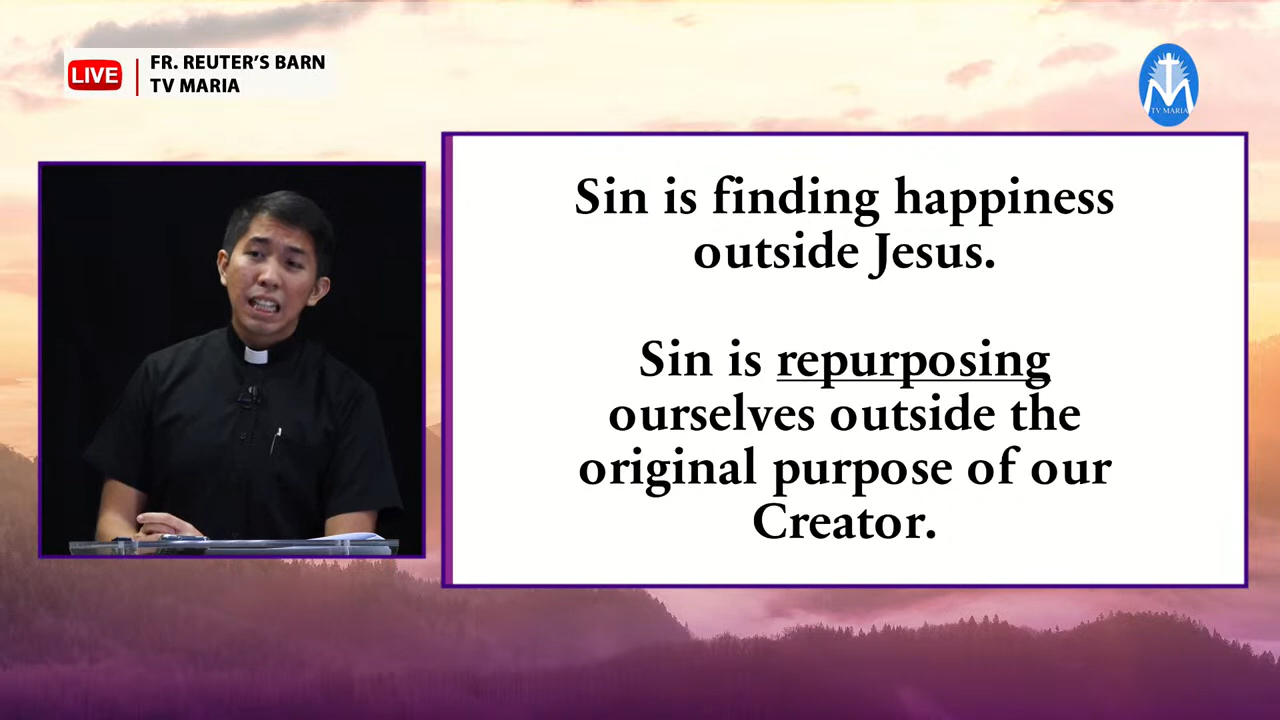 LIVE
FR. REUTER'S BARN
TV MARIA
TV MARIA
Sin is finding happiness
outside Jesus.
Sin is repurposing
ourselves outside the
original purpose of our
Creator.